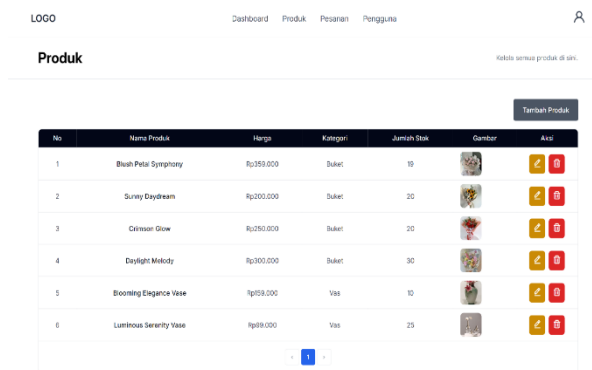 LOGO Dashboard Produk Pesanan Pengguna
Produk Kelola semua produk di sini.
Tambah Produk
No Nama Produk Harga Kategori Jumlah Stok Gambar Aksi
1 Blush Petal Symphony Rp359.000 Buket 19
2 Sunny Daydream Rp200.000 Buket 20
3 Crimson Glow Rp250.000 Buket 20
4 Daylight Melody Rp300.000 Buket 30
5 Blooming Elegance Vase Rp159.000 Vas 10
6 Luminous Serenity Vase Rp99.000 Vas 25
‹ 1 ›